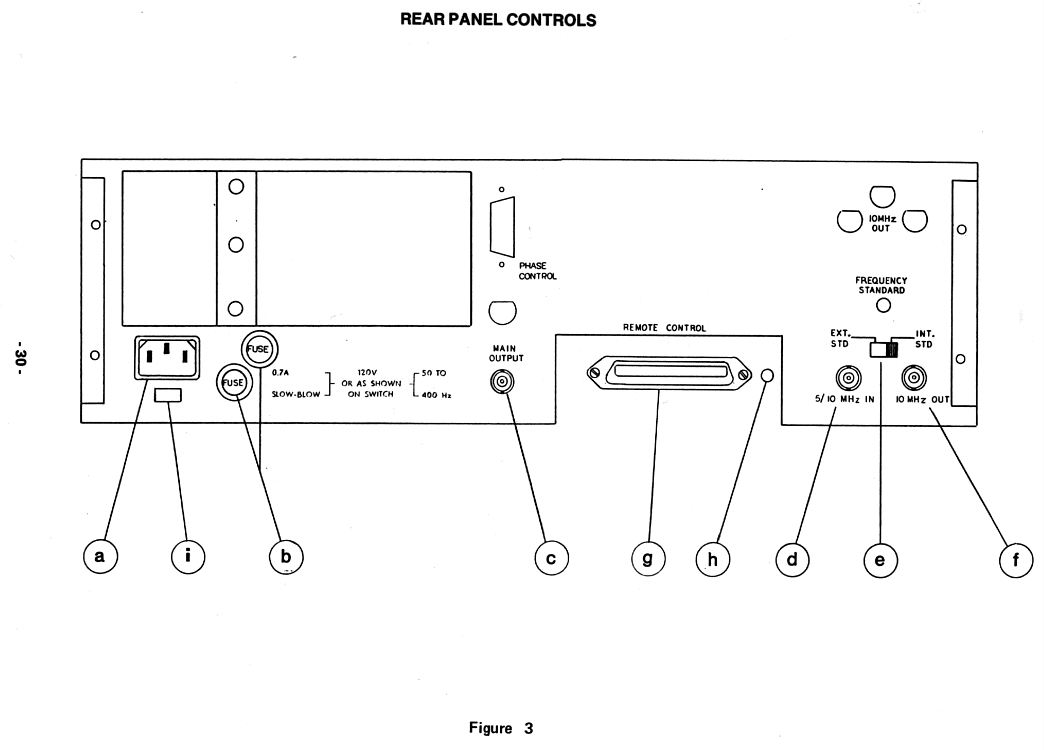 REAR PANEL CONTROLS
10MHz
OUT
PHASE
CONTROL
FREQUENCY
STANDARD
REMOTE CONTROL
EXT.
STD
INT.
STD
FUSE
FUSE
MAIN
OUTPUT
0.7A
SLOW-BLOW
120V
OR AS SHOWN
ON SWITCH
50 TO
400 Hz
5/10 MHz IN
10 MHz OUT
- 30 -
a
i
b
c
g
h
d
e
f
Figure 3